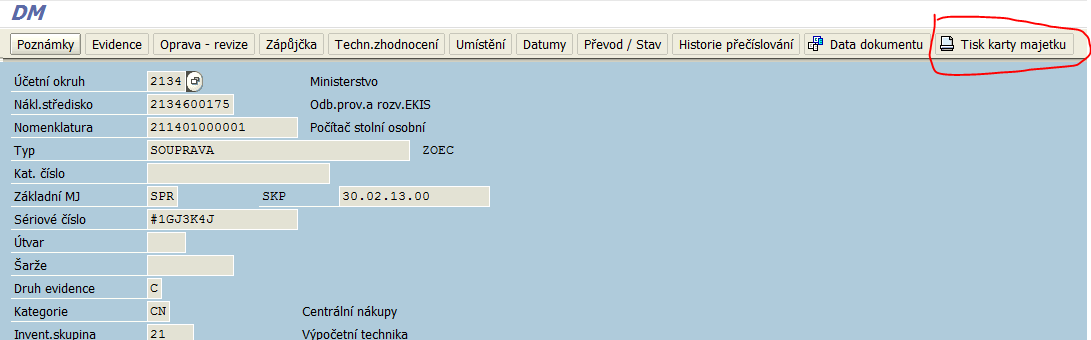 DM
Poznámky Evidence Oprava - revize Zápůjčka Techn.zhodnocení Umístění Datumy Převod / Stav Historie přečíslování Data dokumentu Tisk karty majetku
Účetní okruh 2134 Ministerstvo
Nákl.středisko 2134600175 Odb.prov.a rozv.EKIS
Nomenklatura 211401000001 Počítač stolní osobní
Typ SOUPRAVA ZOEC
Kat. číslo
Základní MJ SPR SKP 30.02.13.00
Sériové číslo #1GJ3K4J
Útvar
Šarže
Druh evidence C
Kategorie CN Centrální nákupy
Invent.skupina 21 Výpočetní technika